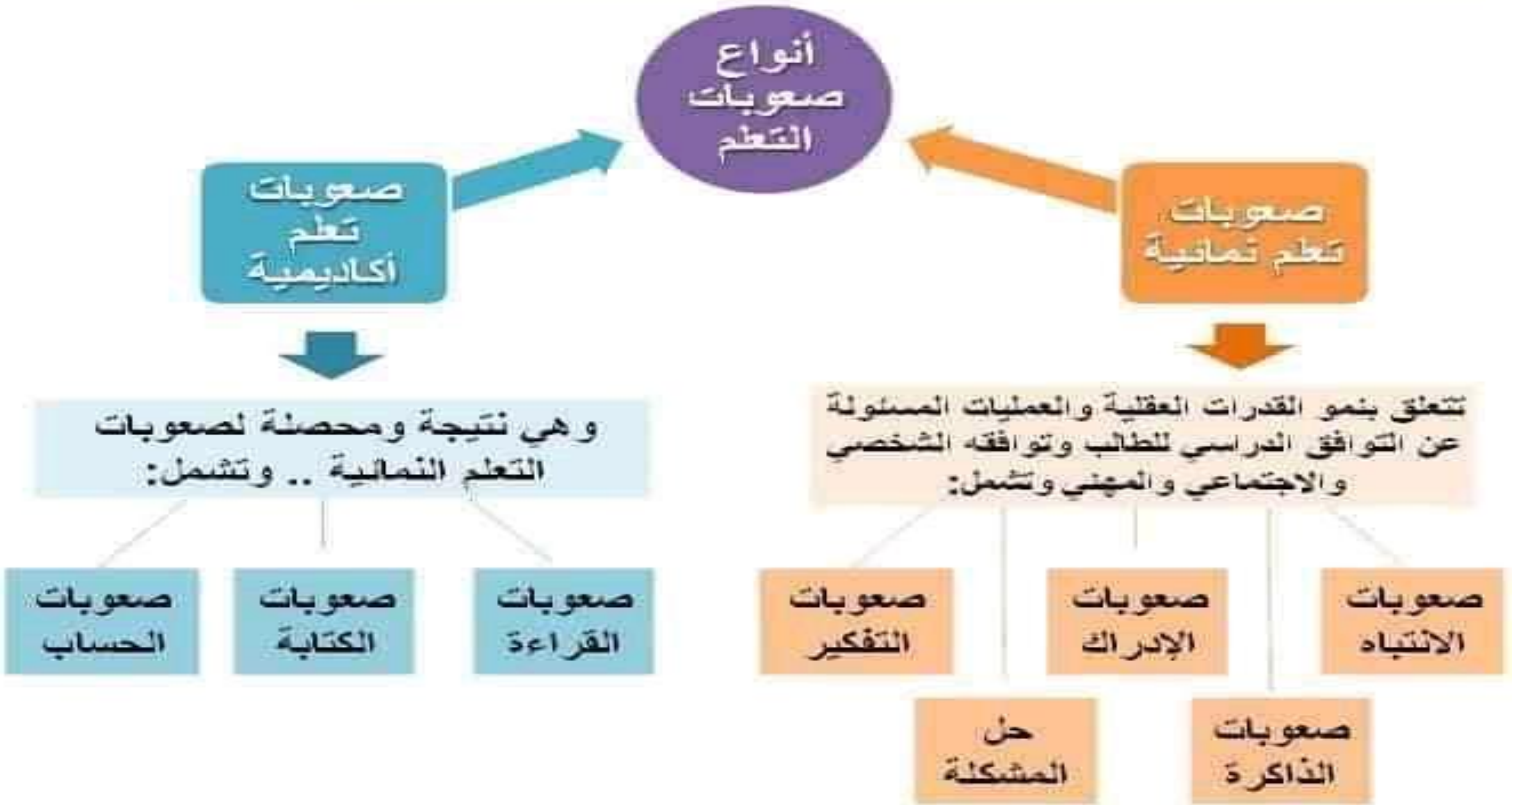 أنواع
صعوبات
التعلم
صعوبات
تعلم نمائية
صعوبات
تعلم
أكاديمية
تتعلق بنمو القدرات العقلية والعمليات المسئولة
عن التوافق الدراسي للطالب وتوافقه الشخصي
والاجتماعي والمهني وتشمل:
وهي نتيجة ومحصلة لصعوبات
التعلم النمائية .. وتشمل:
صعوبات
الانتباه
صعوبات
الإدراك
صعوبات
التفكير
صعوبات
الذاكرة
حل
المشكلة
صعوبات
القراءة
صعوبات
الكتابة
صعوبات
الحساب